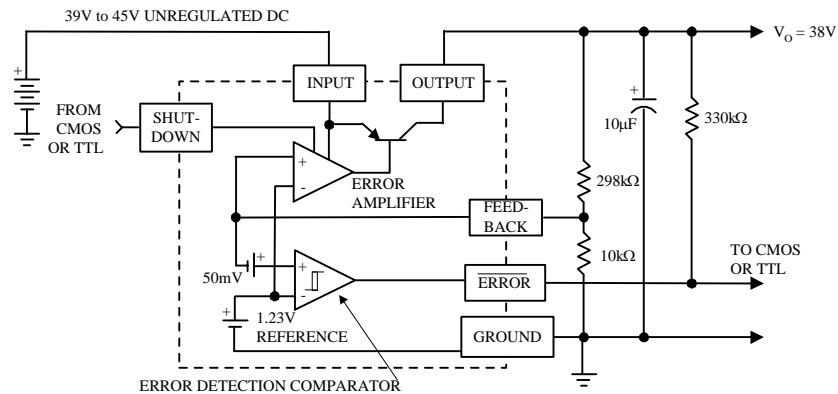 39V to 45V UNREGULATED DC
V_O = 38V
+
INPUT
OUTPUT
FROM
CMOS
OR TTL
SHUT-
DOWN
+
10µF
330kΩ
+
-
ERROR
AMPLIFIER
298kΩ
FEED-
BACK
10kΩ
+
50mV
+
-
TO CMOS
OR TTL
ERROR
+
1.23V
REFERENCE
GROUND
ERROR DETECTION COMPARATOR